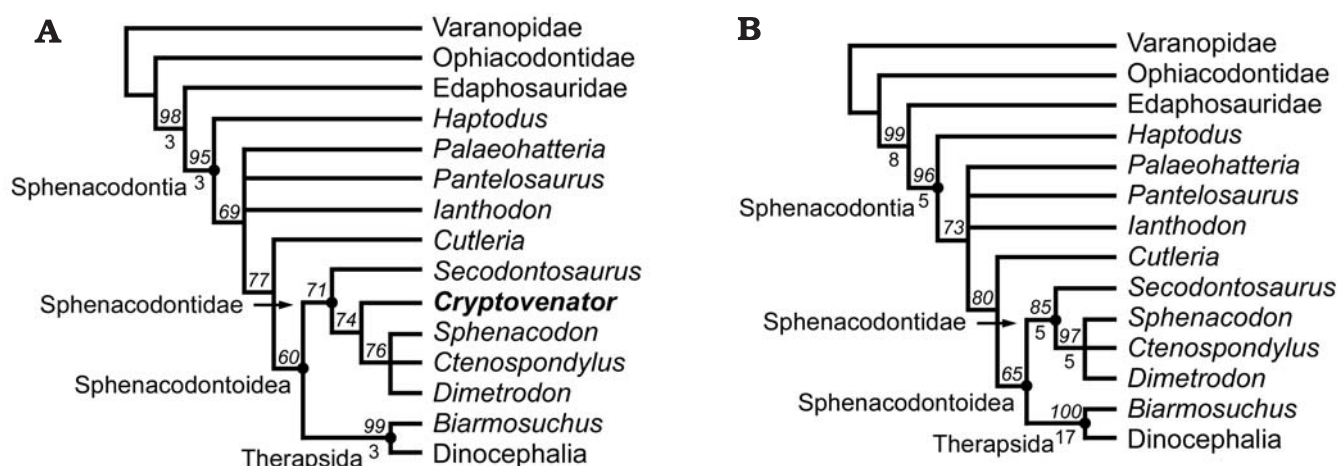 A
Varanopidae
Ophiacodontidae
Edaphosauridae
98
3
Haptodus
95
Sphenacodontia 3
Palaeohatteria
Pantelosaurus
69
Ianthodon
Cutleria
77
Secodontosaurus
Sphenacodontidae
71
Cryptovenator
74
Sphenacodon
76
Ctenospondylus
60
Sphenacodontoidea
Dimetrodon
Biarmosuchus
99
Therapsida 3
Dinocephalia
B
Varanopidae
Ophiacodontidae
Edaphosauridae
99
8
Haptodus
96
Sphenacodontia 5
Palaeohatteria
Pantelosaurus
73
Ianthodon
Cutleria
80
Secodontosaurus
85
Sphenacodontidae
5
Sphenacodon
97
Ctenospondylus
5
65
Dimetrodon
Sphenacodontoidea
Biarmosuchus
100
Therapsida 17
Dinocephalia